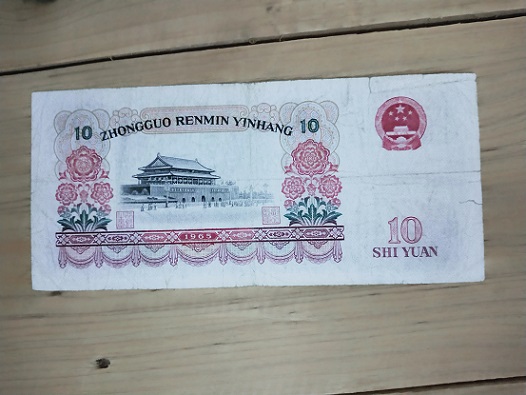 10 ZHONGGUO RENMIN YINHANG 10
1965
10
SHI YUAN